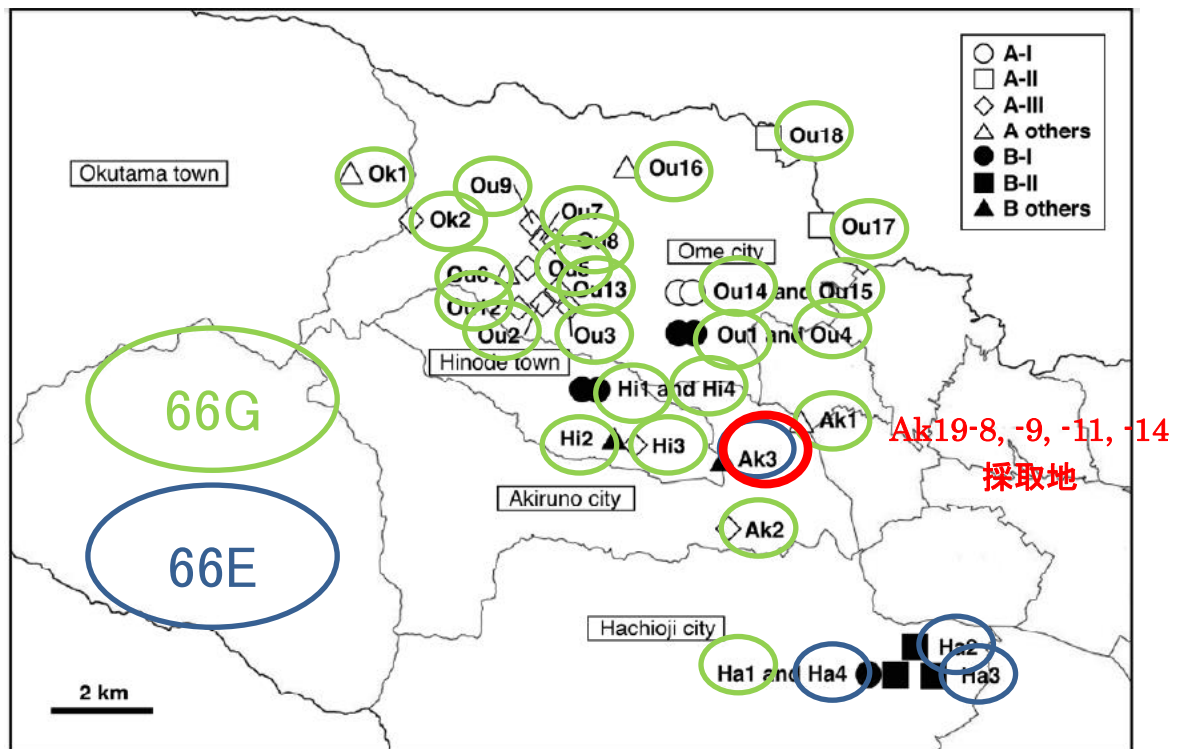 A-I
A-II
A-III
A others
B-I
B-II
B others
Ou18
Okutama town
Ok1
Ou9
Ou16
Ou7
Ok2
Ou8
Ou17
Ome city
Ou6
Ou5
Ou13
Ou14 and Ou15
Ou12
Ou2
Ou3
Ou1 and Ou4
Hinode town
66G
Hi1 and Hi4
Ak1
Ak19-8, -9, -11, -14
採取地
Hi2
Hi3
Ak3
Akiruno city
Ak2
66E
Hachioji city
Ha2
Ha1 and Ha4
Ha3
2 km